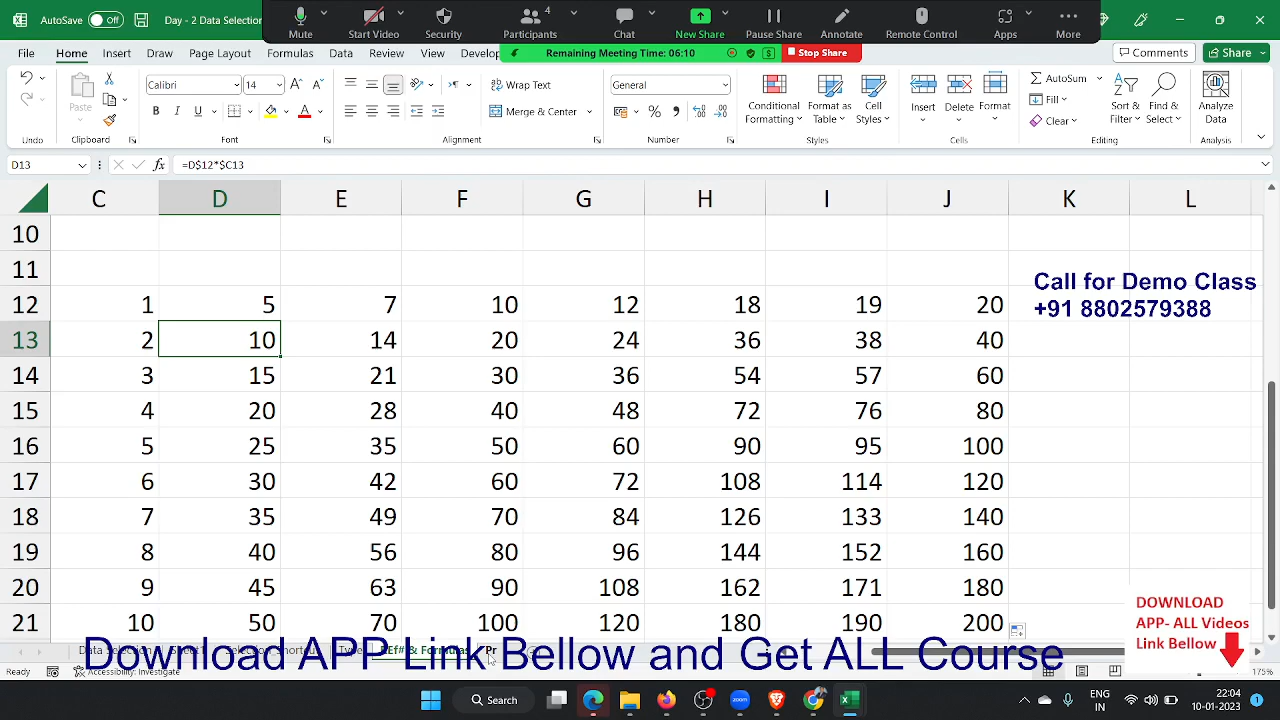 Mute
Start Video
Security
Participants
4
Chat
New Share
Pause Share
Annotate
Remote Control
Apps
More
Remaining Meeting Time: 06:10
Stop Share
AutoSave
Off
Day - 2 Data Selection
File
Home
Insert
Draw
Page Layout
Formulas
Data
Review
View
Comments
Share
Undo
Paste
Clipboard
Calibri
14
B I U
Font
Wrap Text
Merge & Center
Alignment
General
Number
Conditional
Formatting
Format as
Table
Cell
Styles
Styles
Insert
Delete
Format
Cells
AutoSum
Fill
Clear
Sort &
Filter
Find &
Select
Editing
Analyze
Data
Analysis
D13
fx
=D$12*$C13
C D E F G H I J K L
10
11
12 1 5 7 10 12 18 19 20
13 2 10 14 20 24 36 38 40
14 3 15 21 30 36 54 57 60
15 4 20 28 40 48 72 76 80
16 5 25 35 50 60 90 95 100
17 6 30 42 60 72 108 114 120
18 7 35 49 70 84 126 133 140
19 8 40 56 80 96 144 152 160
20 9 45 63 90 108 162 171 180
21 10 50 70 100 120 180 190 200
Call for Demo Class
+91 8802579388
DOWNLOAD
APP- ALL Videos
Link Bellow
Download APP Link Bellow and Get ALL Course
Ready
Accessibility: Investigate
175%
Search
ENG
IN
22:04
10-01-2023